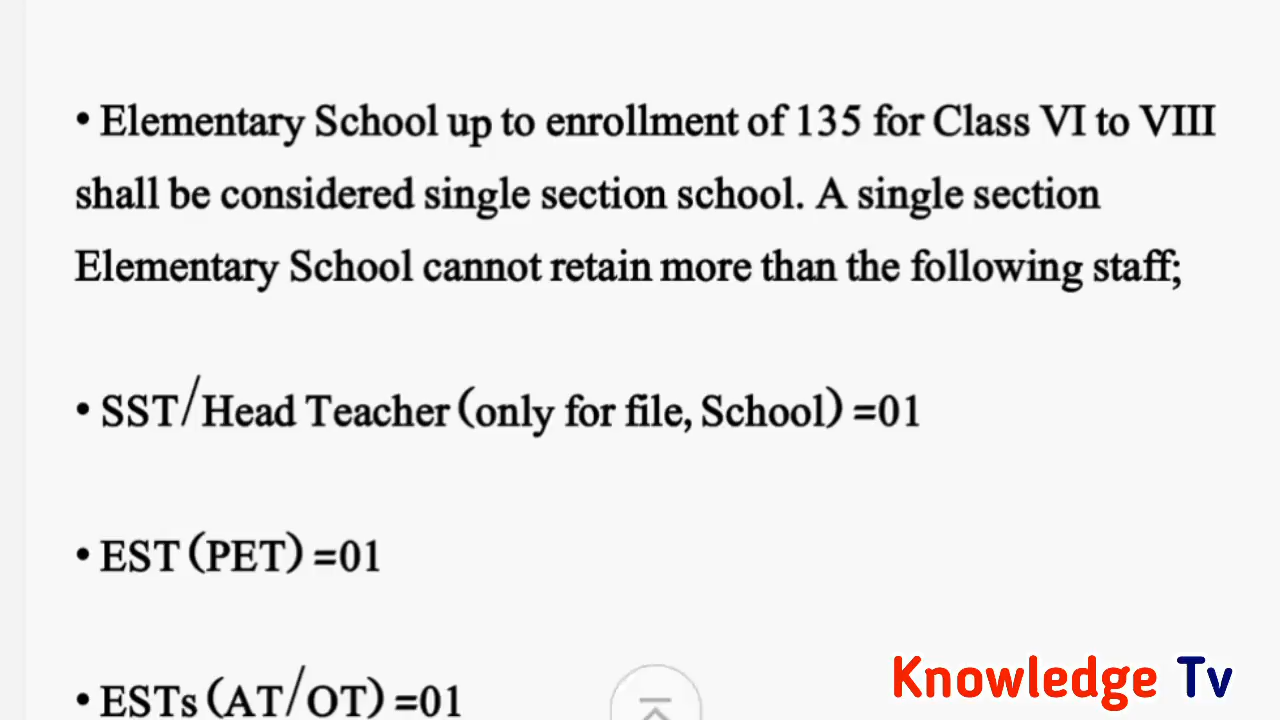 • Elementary School up to enrollment of 135 for Class VI to VIII
shall be considered single section school. A single section
Elementary School cannot retain more than the following staff;
• SST/Head Teacher (only for file, School) =01
• EST (PET) =01
• ESTs (AT/OT) =01
Knowledge Tv